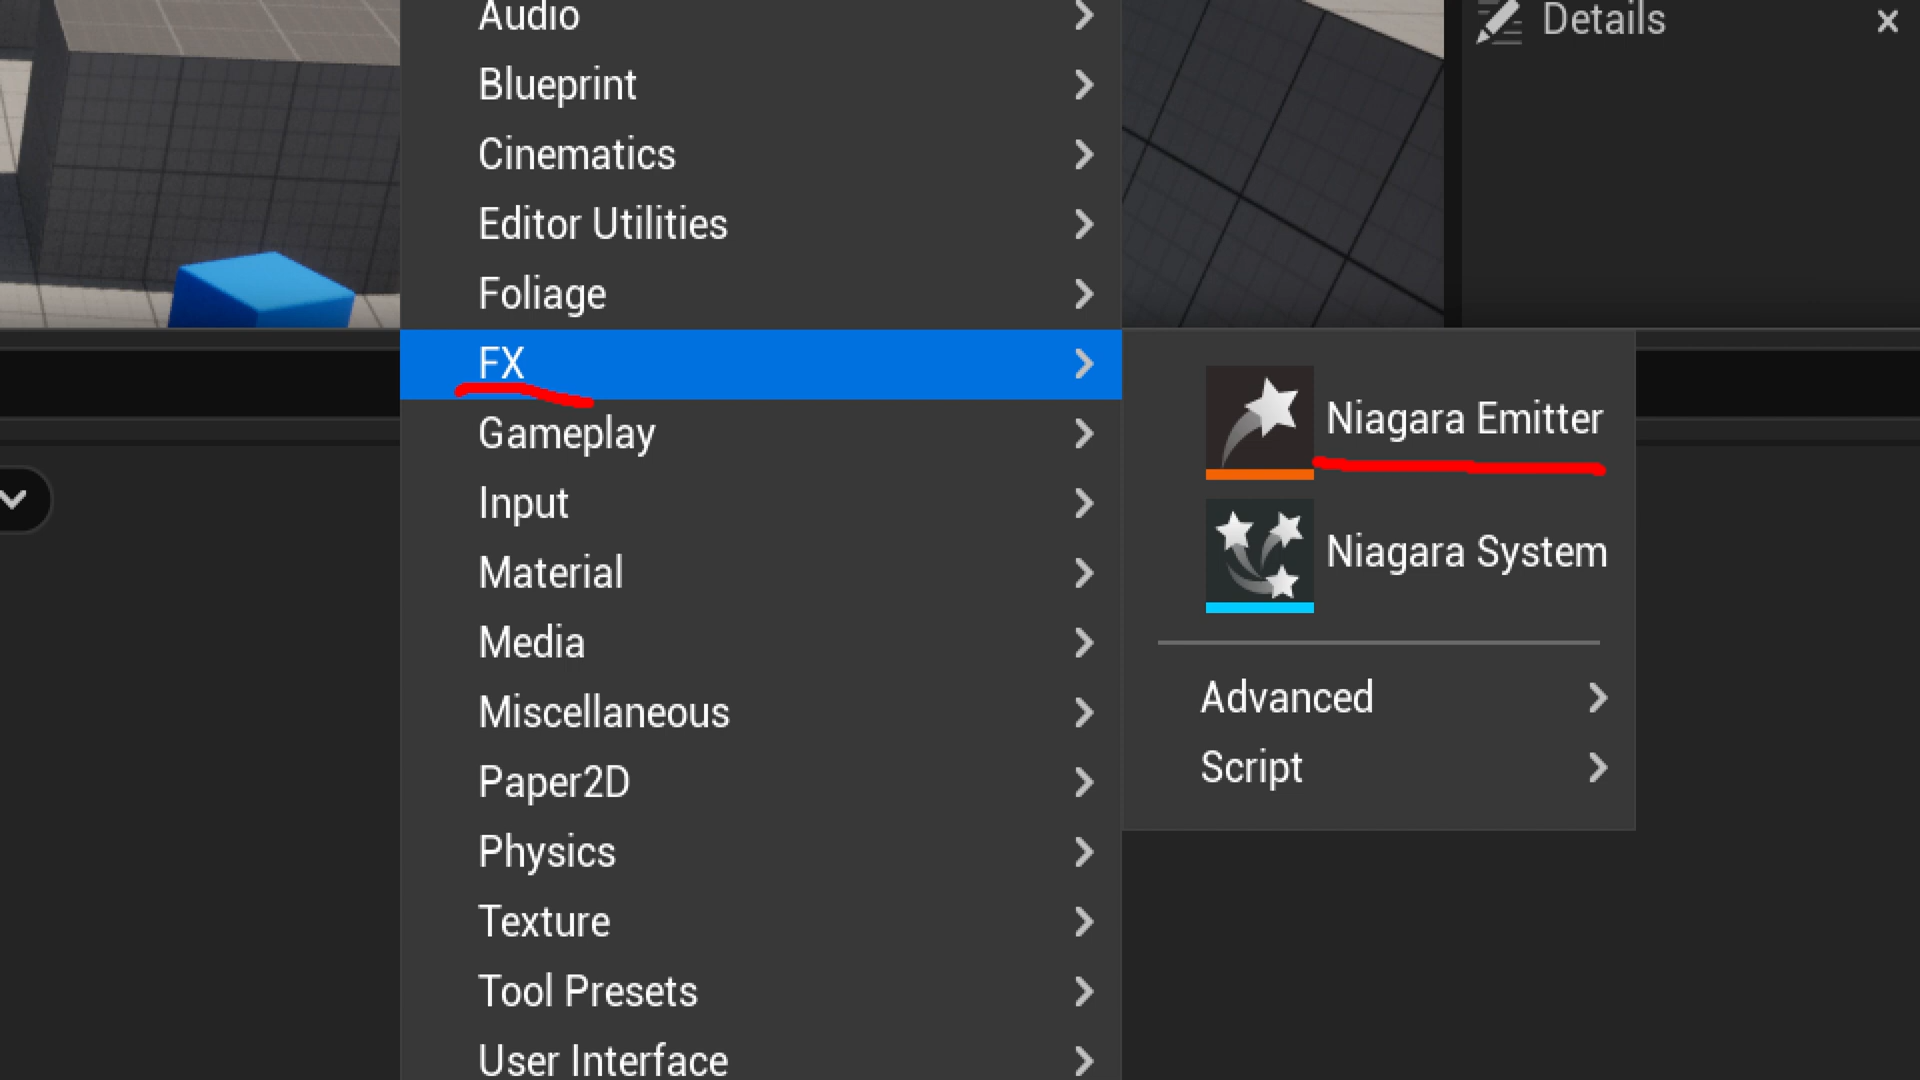 Audio
Details
Blueprint
Cinematics
Editor Utilities
Foliage
FX
Niagara Emitter
Gameplay
Input
Niagara System
Material
Media
Advanced
Miscellaneous
Script
Paper2D
Physics
Texture
Tool Presets
User Interface